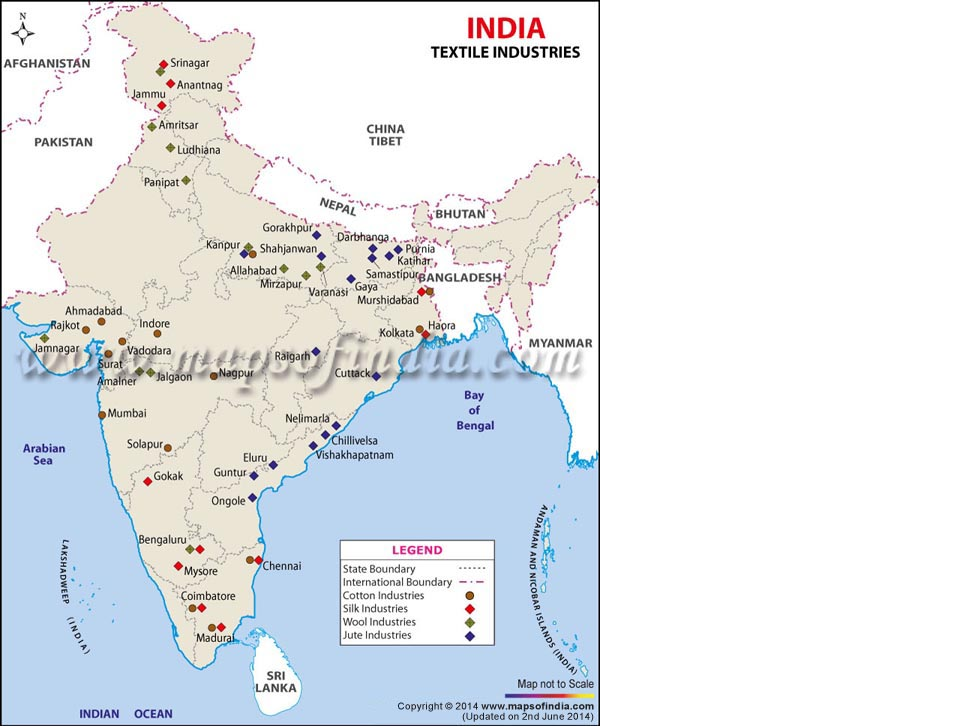 INDIA
TEXTILE INDUSTRIES
N
AFGHANISTAN
Srinagar
Anantnag
Jammu
Amritsar
PAKISTAN
CHINA
TIBET
Ludhiana
Panipat
NEPAL
BHUTAN
Gorakhpur
Darbhanga
Kanpur
Shahjanwan
Purnia
Katihar
Allahabad
Samastipur
BANGLADESH
Mirzapur
Varanasi
Gaya
Murshidabad
Ahmadabad
Rajkot
Indore
Kolkata
Haora
Jamnagar
Vadodara
MYANMAR
www.mapsofindia.com
Surat
Raigarh
Amalner
Jalgaon
Nagpur
Cuttack
Mumbai
Bay
of
Bengal
Nelimarla
Chillivelsa
Solapur
Vishakhapatnam
Arabian
Sea
Eluru
Gokak
Guntur
Ongole
ANDAMAN AND NICOBAR ISLANDS (INDIA)
LAKSHADWEEP (INDIA)
Bengaluru
Mysore
Chennai
Coimbatore
Madurai
LEGEND
State Boundary
International Boundary
Cotton Industries
Silk Industries
Wool Industries
Jute Industries
SRI
LANKA
Map not to Scale
INDIAN OCEAN
Copyright © 2014 www.mapsofindia.com
(Updated on 2nd June 2014)